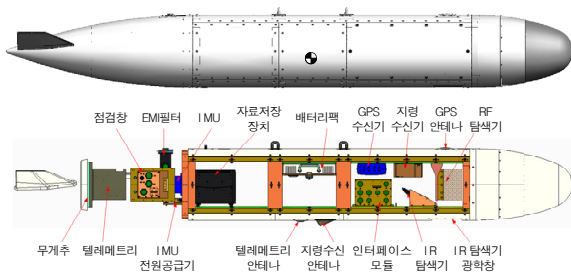 점검창 EMI필터 IMU 자료저장 장치 배터리팩 GPS 수신기 지령 수신기 GPS 안테나 RF 탐색기
무게추 텔레메트리 IMU 전원공급기 텔레메트리 안테나 지령수신 안테나 인터페이스 모듈 IR 탐색기 IR 탐색기 광학창